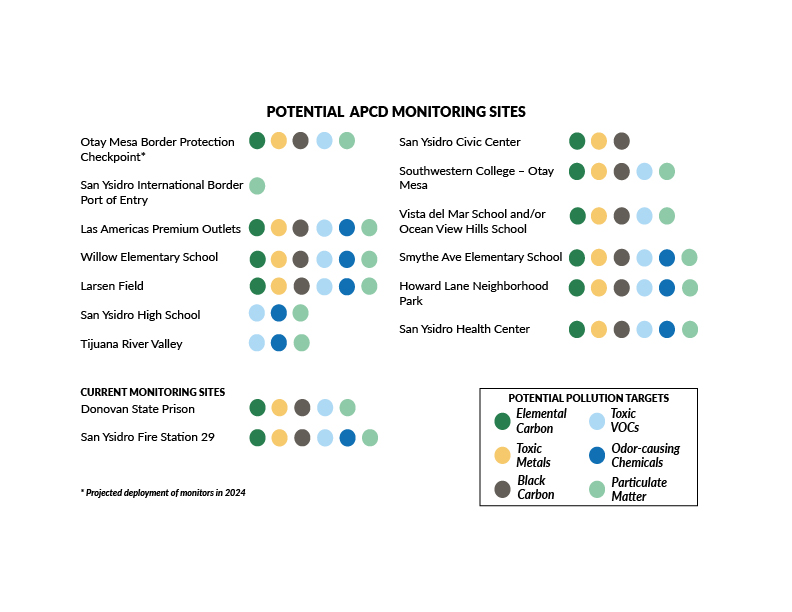 POTENTIAL APCD MONITORING SITES
Otay Mesa Border Protection
Checkpoint*
San Ysidro International Border
Port of Entry
Las Americas Premium Outlets
Willow Elementary School
Larsen Field
San Ysidro High School
Tijuana River Valley
San Ysidro Civic Center
Southwestern College – Otay
Mesa
Vista del Mar School and/or
Ocean View Hills School
Smythe Ave Elementary School
Howard Lane Neighborhood
Park
San Ysidro Health Center
CURRENT MONITORING SITES
Donovan State Prison
San Ysidro Fire Station 29
* Projected deployment of monitors in 2024
POTENTIAL POLLUTION TARGETS
Elemental
Carbon
Toxic
Metals
Black
Carbon
Toxic
VOCs
Odor-causing
Chemicals
Particulate
Matter